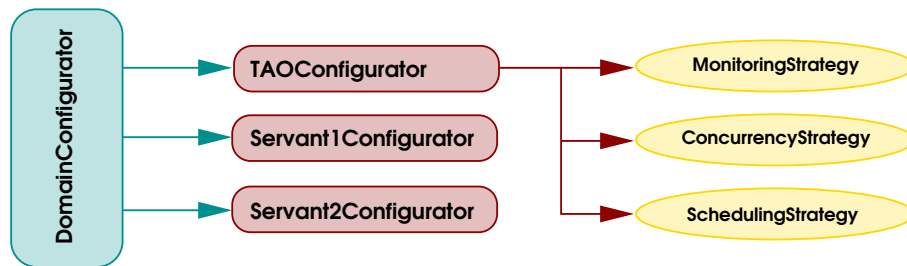 DomainConfigurator
TAOConfigurator
MonitoringStrategy
Servant1Configurator
ConcurrencyStrategy
Servant2Configurator
SchedulingStrategy